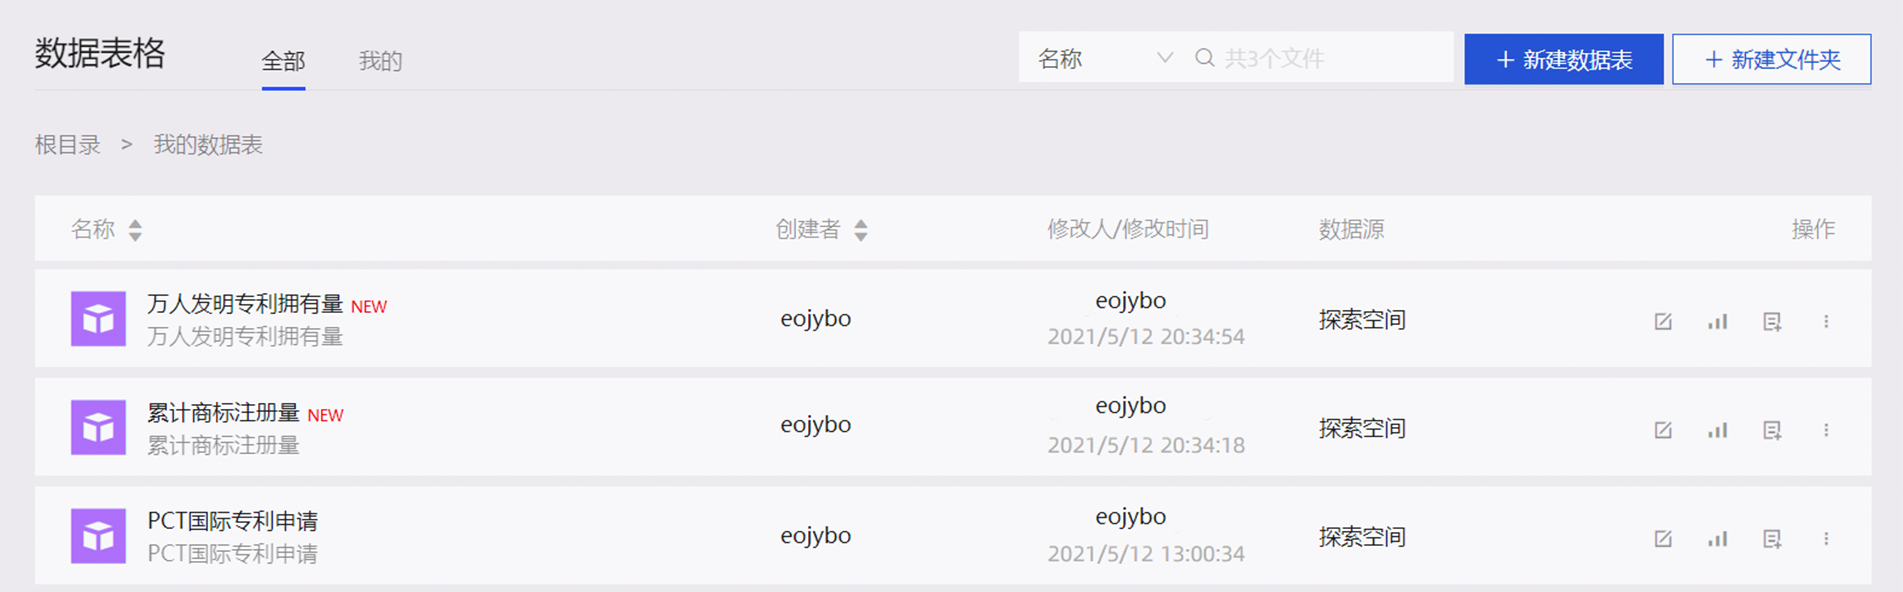 数据表格 全部 我的 名称 共3个文件 + 新建数据表 + 新建文件夹
根目录 > 我的数据表
名称 创建者 修改人/修改时间 数据源 操作
万人发明专利拥有量 NEW
万人发明专利拥有量
eojybo
eojybo
2021/5/12 20:34:54
探索空间
累计商标注册量 NEW
累计商标注册量
eojybo
eojybo
2021/5/12 20:34:18
探索空间
PCT国际专利申请
PCT国际专利申请
eojybo
eojybo
2021/5/12 13:00:34
探索空间